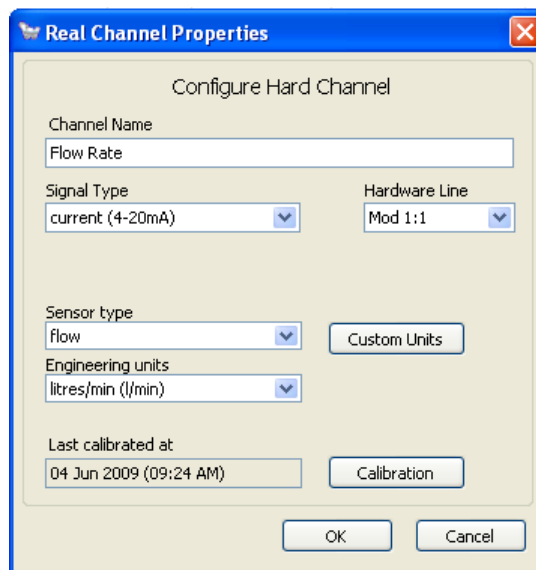 Real Channel Properties
Configure Hard Channel
Channel Name
Flow Rate
Signal Type
Hardware Line
current (4-20mA)
Mod 1:1
Sensor type
flow
Custom Units
Engineering units
litres/min (l/min)
Last calibrated at
04 Jun 2009 (09:24 AM)
Calibration
OK
Cancel